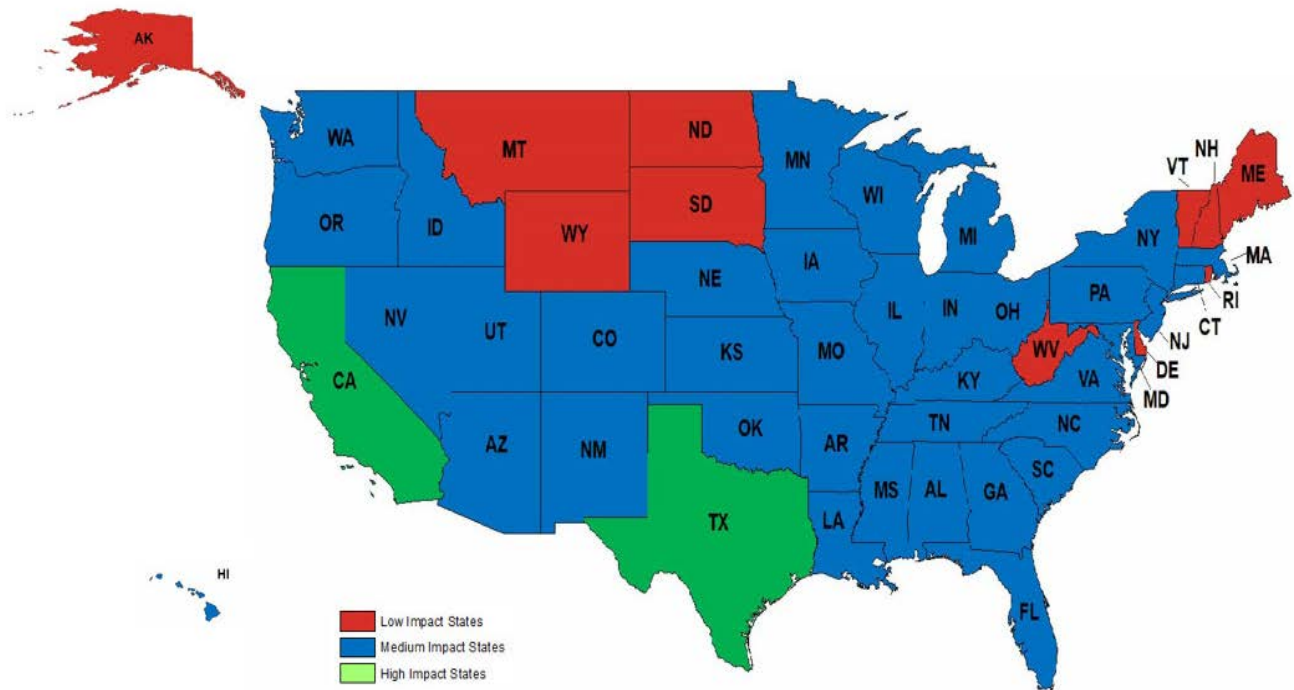 AK
WA
MT
ND
MN
VT
NH
ME
OR
ID
WY
SD
WI
MI
NY
MA
NV
UT
CO
NE
IA
IL
IN
OH
PA
RI
CT
NJ
CA
KS
MO
KY
WV
VA
DE
MD
AZ
NM
OK
AR
TN
NC
TX
LA
MS
AL
GA
SC
FL
HI
Low Impact States
Medium Impact States
High Impact States